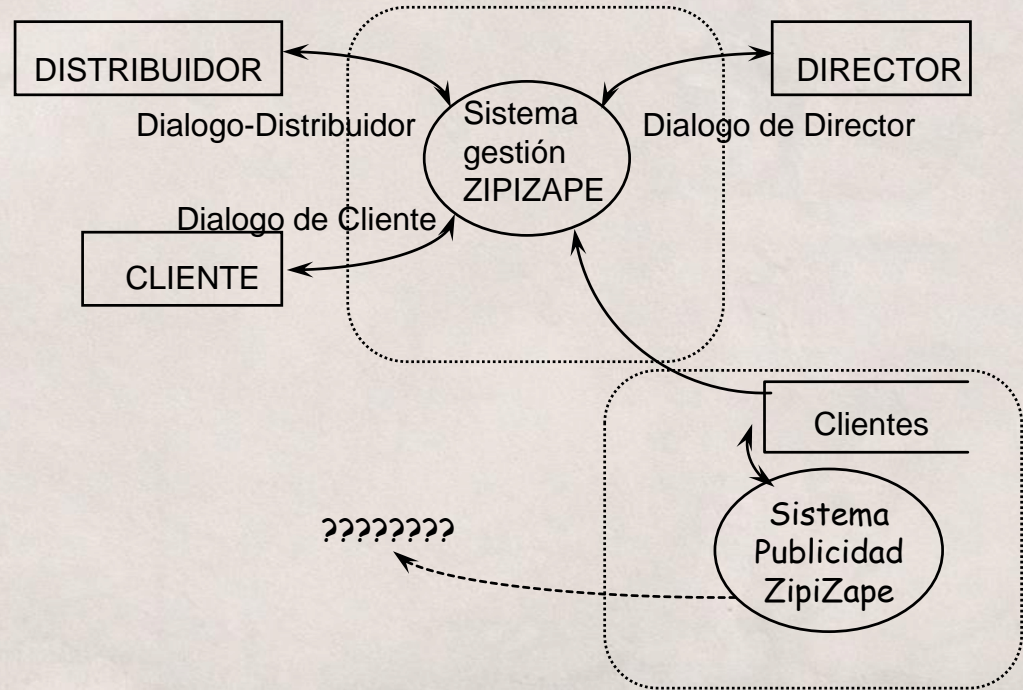 DISTRIBUIDOR
DIRECTOR
Dialogo-Distribuidor
Sistema
gestión
ZIPIZAPE
Dialogo de Director
Dialogo de Cliente
CLIENTE
Clientes
Sistema
Publicidad
ZipiZape
????????